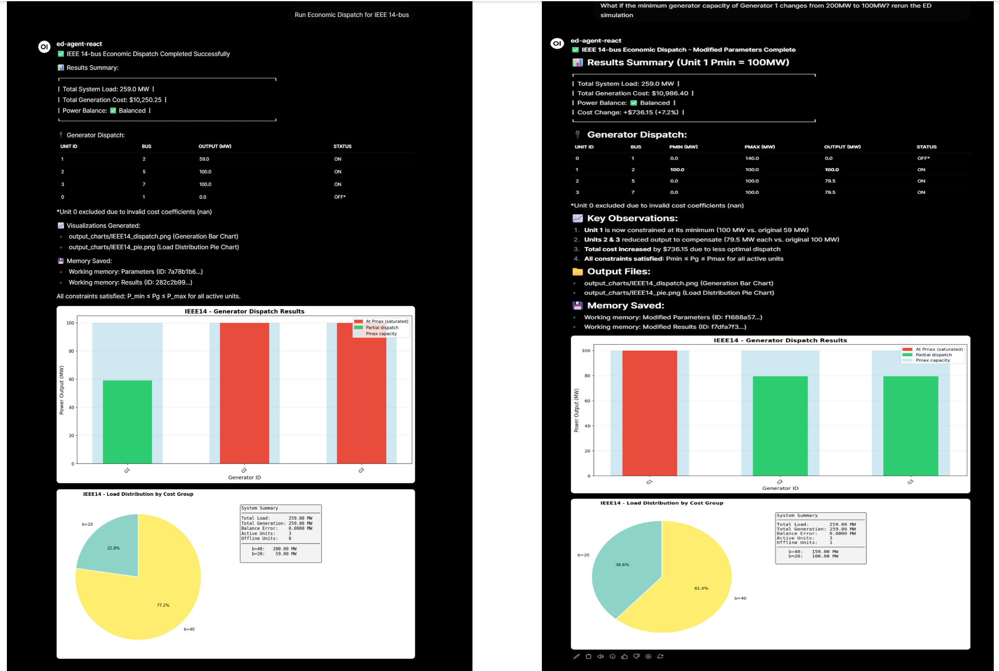 Run Economic Dispatch for IEEE 14-bus
OI
ed-agent-react
IEEE 14-bus Economic Dispatch Completed Successfully
Results Summary:
| Total System Load: 259.0 MW |
| Total Generation Cost: $10,250.25 |
| Power Balance: ✅ Balanced |
Generator Dispatch:
UNIT ID BUS OUTPUT (MW) STATUS
1 2 59.0 ON
2 5 100.0 ON
3 7 100.0 ON
0 1 0.0 OFF*
*Unit 0 excluded due to invalid cost coefficients (nan)
Visualizations Generated:
• output_charts/IEEE14_dispatch.png (Generation Bar Chart)
• output_charts/IEEE14_pie.png (Load Distribution Pie Chart)
Memory Saved:
• Working memory: Parameters (ID: 7a78b1b6...)
• Working memory: Results (ID: 282c2b99...)
All constraints satisfied: P_min ≤ Pg ≤ P_max for all active units.
IEEE14 - Generator Dispatch Results
At Pmax (saturated)
Partial dispatch
Pmax capacity
100
80
60
40
20
0
Power Output (MW)
G1 G2 G3
Generator ID
IEEE14 - Load Distribution by Cost Group
b=20
22.8%
77.2%
b=40
System Summary
Total Load: 259.00 MW
Total Generation: 259.00 MW
Balance Error: 0.0000 MW
Active Units: 3
Offline Units: 0
b=40: 200.00 MW
b=20: 59.00 MW
What if the minimum generator capacity of Generator 1 changes from 200MW to 100MW? rerun the ED
simulation
OI
ed-agent-react
✅ IEEE 14-bus Economic Dispatch - Modified Parameters Complete
Results Summary (Unit 1 Pmin = 100MW)
| Total System Load: 259.0 MW |
| Total Generation Cost: $10,986.40 |
| Power Balance: ✅ Balanced |
| Cost Change: +$736.15 (+7.2%) |
Generator Dispatch:
UNIT ID BUS PMIN (MW) PMAX (MW) OUTPUT (MW) STATUS
0 1 0.0 140.0 0.0 OFF*
1 2 100.0 100.0 100.0 ON
2 5 0.0 100.0 79.5 ON
3 7 0.0 100.0 79.5 ON
*Unit 0 excluded due to invalid cost coefficients (nan)
Key Observations:
1. Unit 1 is now constrained at its minimum (100 MW vs. original 59 MW)
2. Units 2 & 3 reduced output to compensate (79.5 MW each vs. original 100 MW)
3. Total cost increased by $736.15 due to less optimal dispatch
4. All constraints satisfied: Pmin ≤ Pg ≤ Pmax for all active units
Output Files:
• output_charts/IEEE14_dispatch.png (Generation Bar Chart)
• output_charts/IEEE14_pie.png (Load Distribution Pie Chart)
Memory Saved:
• Working memory: Modified Parameters (ID: f1688a57...)
• Working memory: Modified Results (ID: f7dfa7f3...)
IEEE14 - Generator Dispatch Results
At Pmax (saturated)
Partial dispatch
Pmax capacity
100
80
60
40
20
0
Power Output (MW)
G1 G2 G3
Generator ID
IEEE14 - Load Distribution by Cost Group
b=20
38.6%
61.4%
b=40
System Summary
Total Load: 259.00 MW
Total Generation: 259.00 MW
Balance Error: 0.0000 MW
Active Units: 3
Offline Units: 1
b=40: 159.00 MW
b=20: 100.00 MW